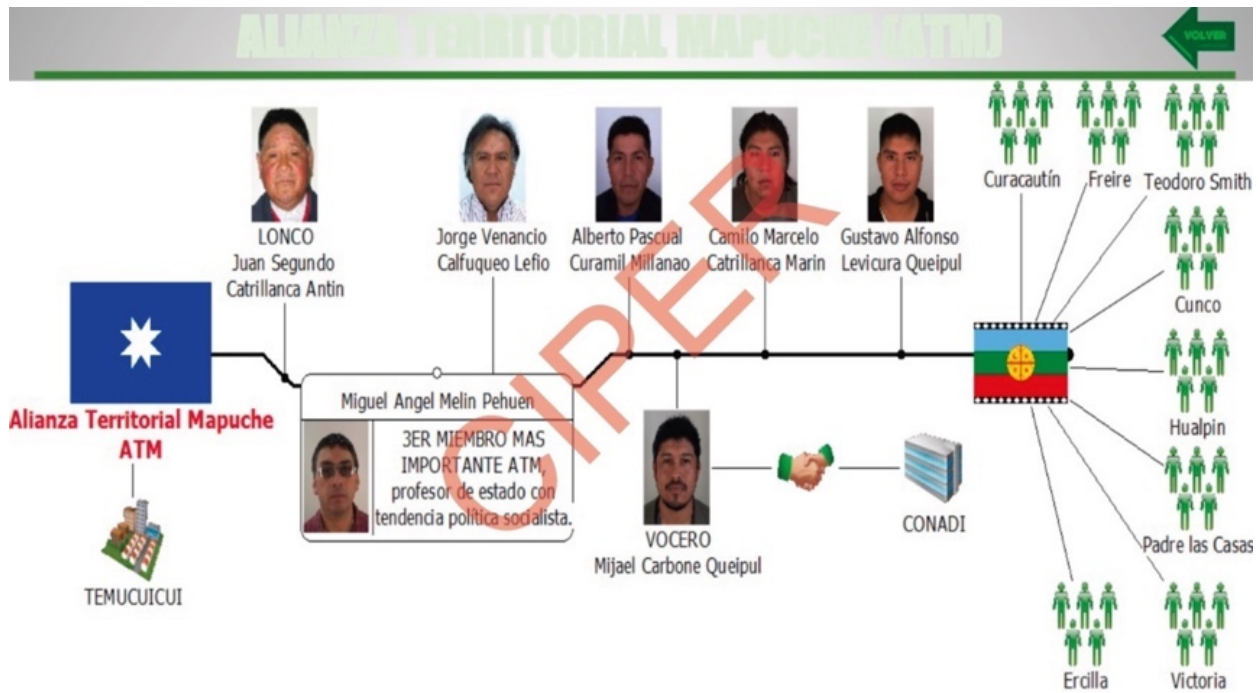 ALIANZA TERRITORIAL MAPUCHE (ATM)
VOLVER
LONCO
Juan Segundo
Catrillanca Antin
Jorge Venancio
Calfuqueo Lefio
Alberto Pascual
Curamil Millanao
Camilo Marcelo
Catrillanca Marin
Gustavo Alfonso
Levicura Queipul
Curacautín
Freire
Teodoro Smith
Cunco
Hualpin
Padre las Casas
Victoria
Ercilla
Alianza Territorial Mapuche
ATM
TEMUCUICUI
Miguel Angel Melin Pehuen
3ER MIEMBRO MAS
IMPORTANTE ATM,
profesor de estado con
tendencia política socialista.
VOCERO
Mijael Carbone Queipul
CONADI
CIPER